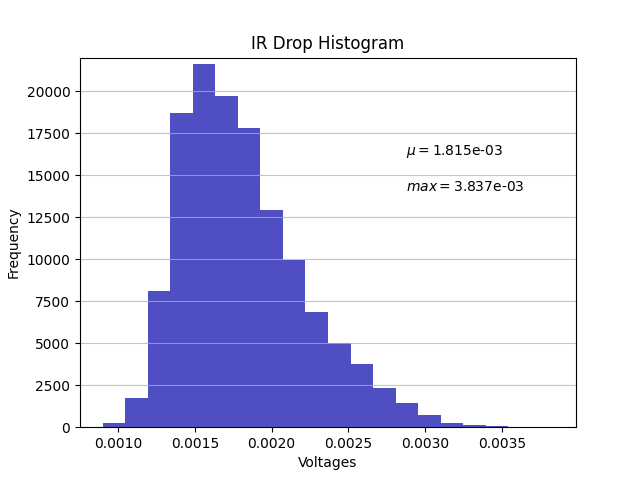 IR Drop Histogram
20000
17500
15000
12500
10000
7500
5000
2500
0
Frequency
μ = 1.815e-03
max = 3.837e-03
0.0010 0.0015 0.0020 0.0025 0.0030 0.0035
Voltages